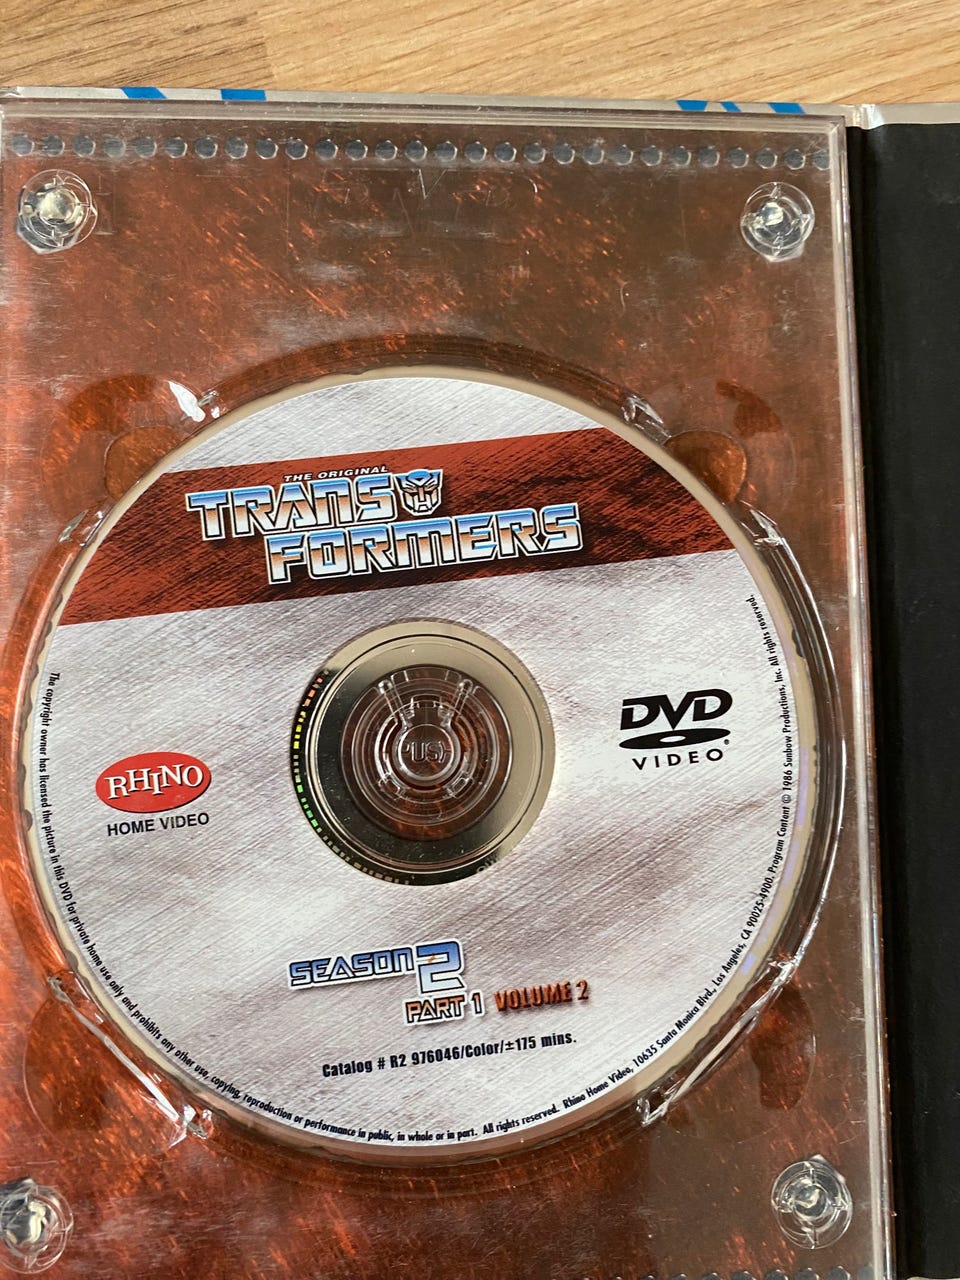 THE ORIGINAL
TRANS
FORMERS
DVD
VIDEO®
RHINO
HOME VIDEO
SEASON 2
PART 1 VOLUME 2
Catalog # R2 976046/Color/±175 mins.
The copyright owner has licensed the picture in this DVD for private home use only and prohibits any other use, copying, reproduction or performance in public, in whole or in part. All rights reserved. Rhino Home Video, 10635 Santa Monica Blvd., Los Angeles, CA 90025-4900. Program Content © 1986 Sunbow Productions, Inc. All rights reserved.